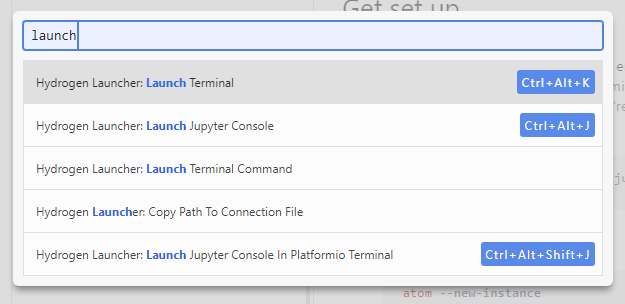 Get set up
launch
Hydrogen Launcher: Launch Terminal Ctrl+Alt+K
Hydrogen Launcher: Launch Jupyter Console Ctrl+Alt+J
Hydrogen Launcher: Launch Terminal Command
Hydrogen Launcher: Copy Path To Connection File
Hydrogen Launcher: Launch Jupyter Console In Platformio Terminal Ctrl+Alt+Shift+J
atom --new-instance